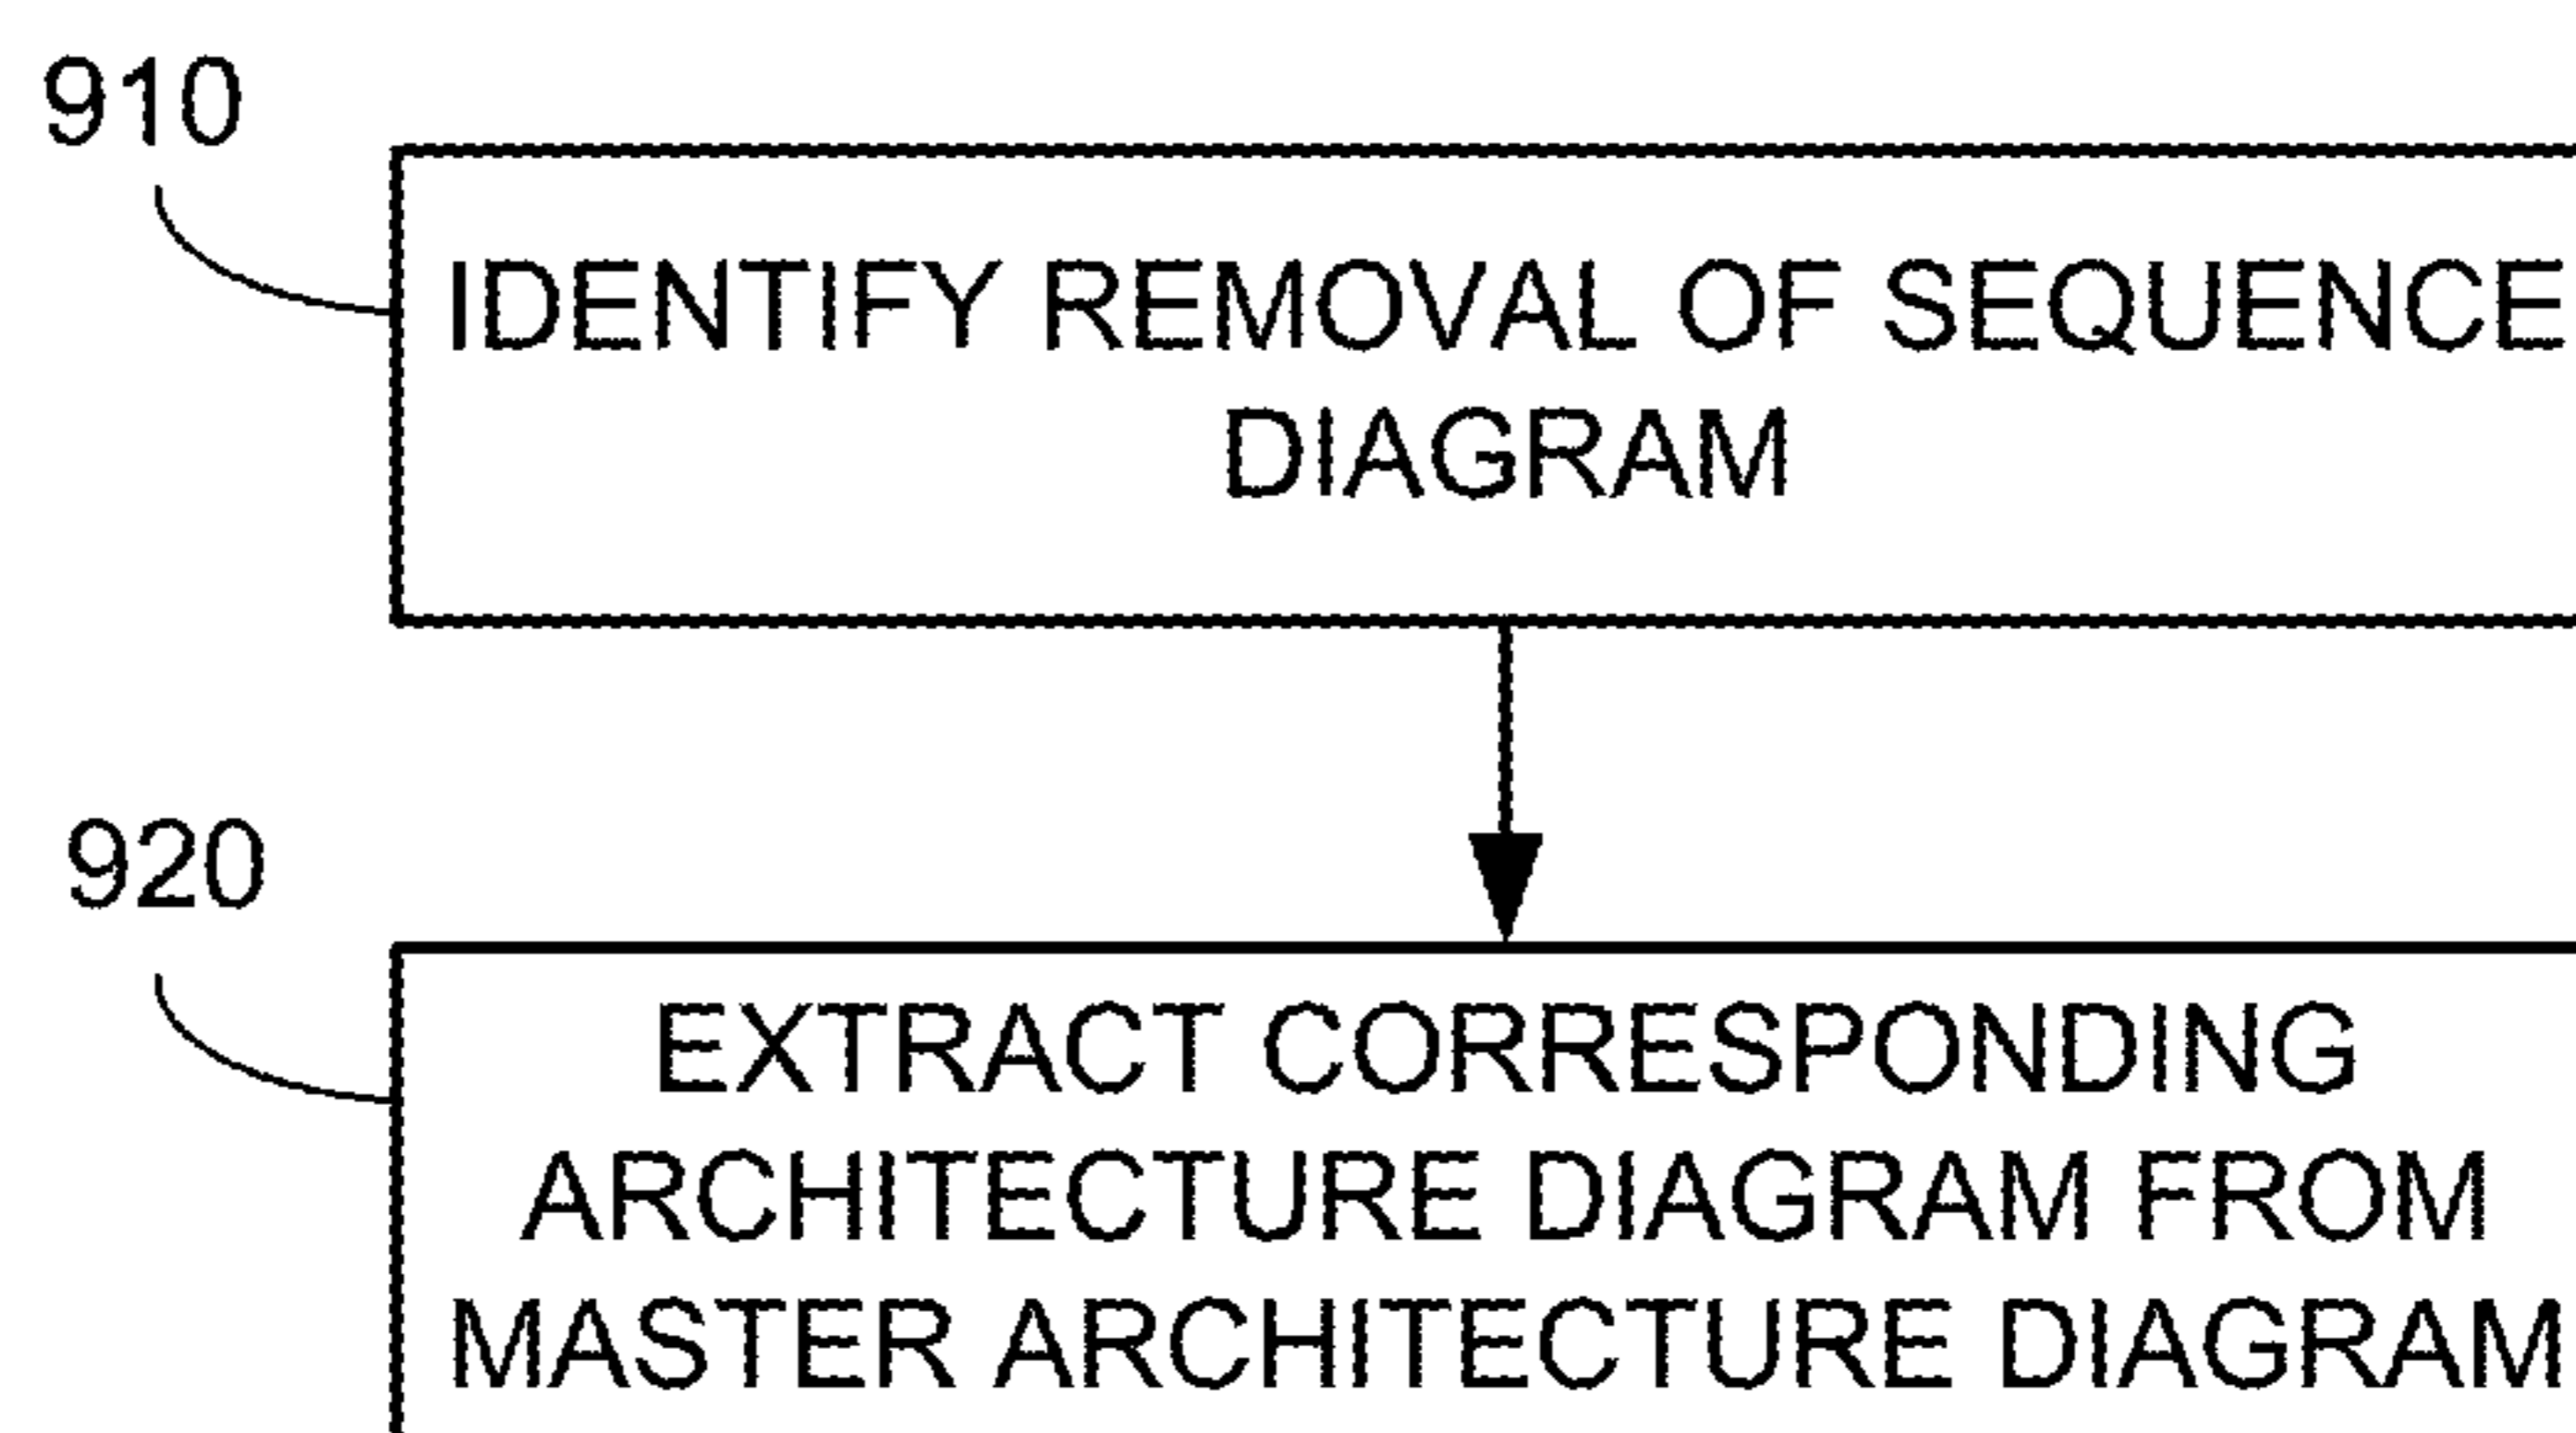 910
IDENTIFY REMOVAL OF SEQUENCE
DIAGRAM
920
EXTRACT CORRESPONDING
ARCHITECTURE DIAGRAM FROM
MASTER ARCHITECTURE DIAGRAM